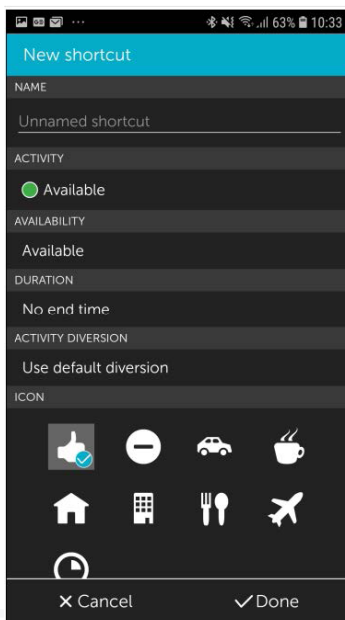 63% 10:33
New shortcut
NAME
Unnamed shortcut
ACTIVITY
Available
AVAILABILITY
Available
DURATION
No end time
ACTIVITY DIVERSION
Use default diversion
ICON
Cancel
Done